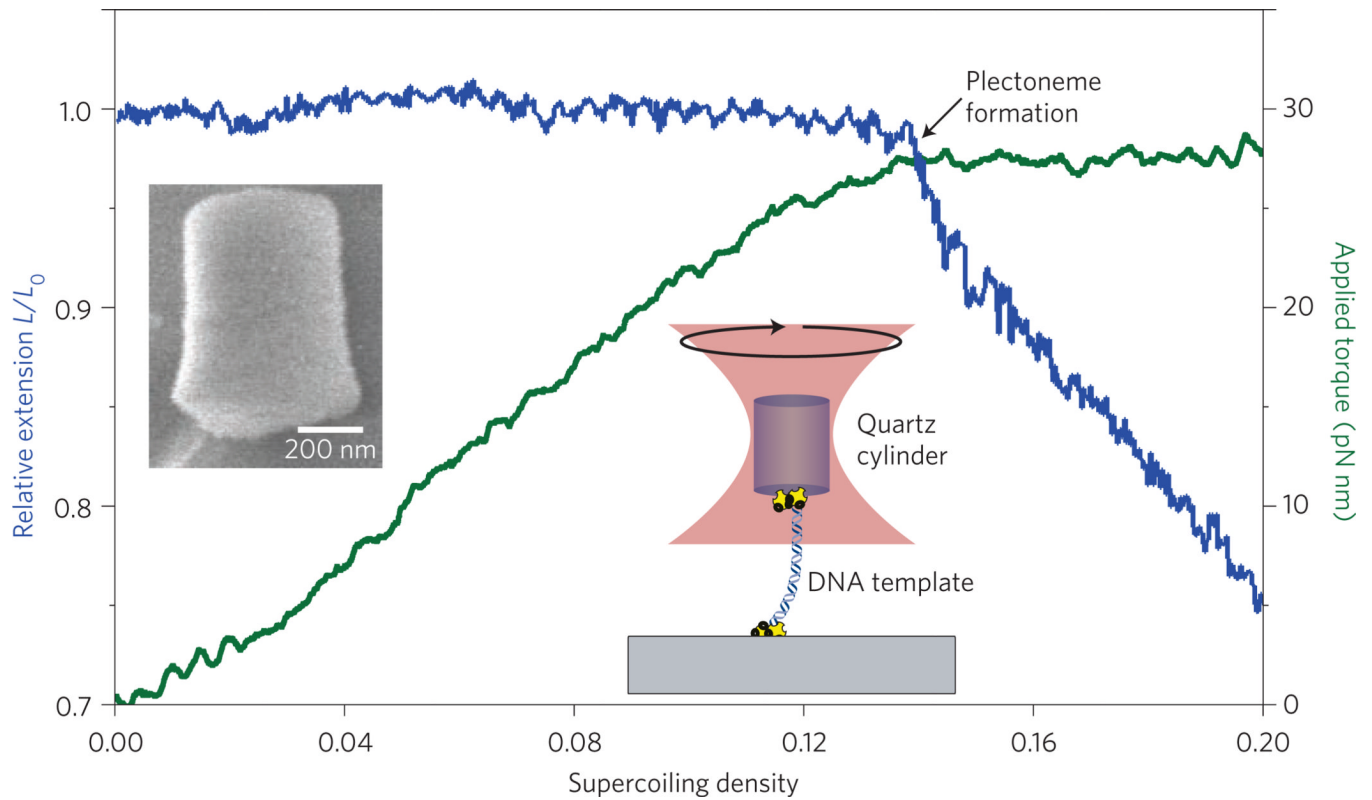 Plectoneme
formation
1.0
0.9
0.8
0.7
Relative extension L/L₀
30
20
10
0
Applied torque (pN nm)
200 nm
Quartz
cylinder
DNA template
0.00
0.04
0.08
0.12
0.16
0.20
Supercoiling density